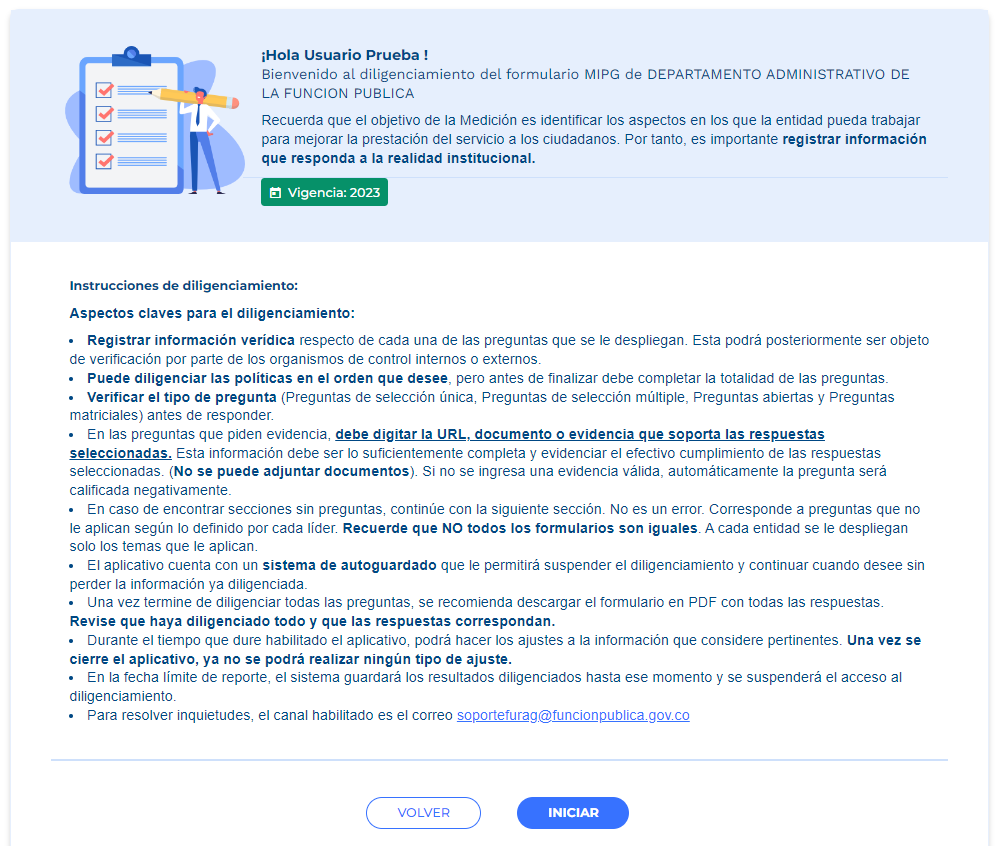 ¡Hola Usuario Prueba !
Bienvenido al diligenciamiento del formulario MIPG de DEPARTAMENTO ADMINISTRATIVO DE
LA FUNCION PUBLICA
Recuerda que el objetivo de la Medición es identificar los aspectos en los que la entidad pueda trabajar
para mejorar la prestación del servicio a los ciudadanos. Por tanto, es importante registrar información
que responda a la realidad institucional.
Vigencia: 2023
Instrucciones de diligenciamiento:
Aspectos claves para el diligenciamiento:
• Registrar información verídica respecto de cada una de las preguntas que se le despliegan. Esta podrá posteriormente ser objeto
de verificación por parte de los organismos de control internos o externos.
• Puede diligenciar las políticas en el orden que desee, pero antes de finalizar debe completar la totalidad de las preguntas.
• Verificar el tipo de pregunta (Preguntas de selección única, Preguntas de selección múltiple, Preguntas abiertas y Preguntas
matriciales) antes de responder.
• En las preguntas que piden evidencia, debe digitar la URL, documento o evidencia que soporta las respuestas
seleccionadas. Esta información debe ser lo suficientemente completa y evidenciar el efectivo cumplimiento de las respuestas
seleccionadas. (No se puede adjuntar documentos). Si no se ingresa una evidencia válida, automáticamente la pregunta será
calificada negativamente.
• En caso de encontrar secciones sin preguntas, continúe con la siguiente sección. No es un error. Corresponde a preguntas que no
le aplican según lo definido por cada líder. Recuerde que NO todos los formularios son iguales. A cada entidad se le despliegan
solo los temas que le aplican.
• El aplicativo cuenta con un sistema de autoguardado que le permitirá suspender el diligenciamiento y continuar cuando desee sin
perder la información ya diligenciada.
• Una vez termine de diligenciar todas las preguntas, se recomienda descargar el formulario en PDF con todas las respuestas.
Revise que haya diligenciado todo y que las respuestas correspondan.
• Durante el tiempo que dure habilitado el aplicativo, podrá hacer los ajustes a la información que considere pertinentes. Una vez se
cierre el aplicativo, ya no se podrá realizar ningún tipo de ajuste.
• En la fecha límite de reporte, el sistema guardará los resultados diligenciados hasta ese momento y se suspenderá el acceso al
diligenciamiento.
• Para resolver inquietudes, el canal habilitado es el correo soportefurag@funcionpublica.gov.co
VOLVER
INICIAR